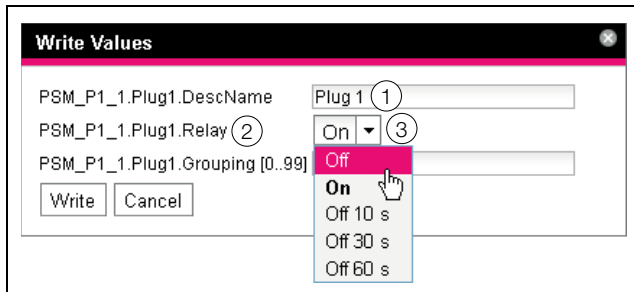 Write Values
PSM_P1_1.Plug1.DescName Plug 1 1
PSM_P1_1.Plug1.Relay 2 On 3
PSM_P1_1.Plug1.Grouping [0..99] Off
On
Write Cancel
Off 10 s
Off 30 s
Off 60 s